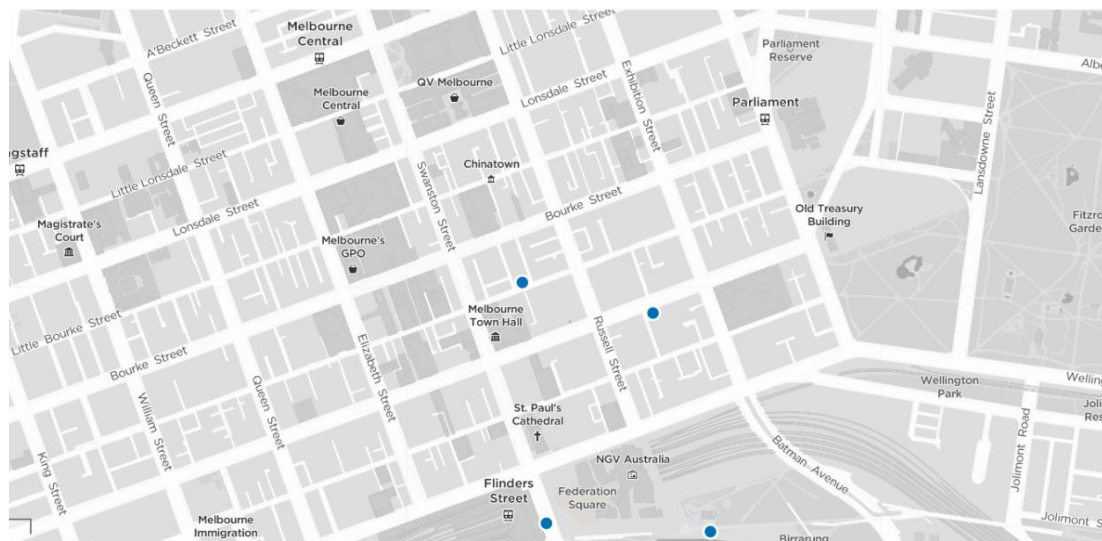 Melbourne
Central
A'Beckett Street
Little Lonsdale Street
Parliament
Reserve
Queen Street
QV Melbourne
Melbourne
Central
Lonsdale Street
Exhibition Street
Parliament
Lansdowne Street
Little Lonsdale Street
Chinatown
Swanston Street
Lonsdale Street
Bourke Street
Old Treasury
Building
Magistrate's
Court
Melbourne's
GPO
Melbourne
Town Hall
Little Bourke Street
Bourke Street
Elizabeth Street
Russell Street
Wellington
Park
William Street
Queen Street
St. Paul's
Cathedral
NGV Australia
Batman Avenue
Jolimont Road
King Street
Flinders
Street
Federation
Square
Melbourne
Immigration
Birrarung